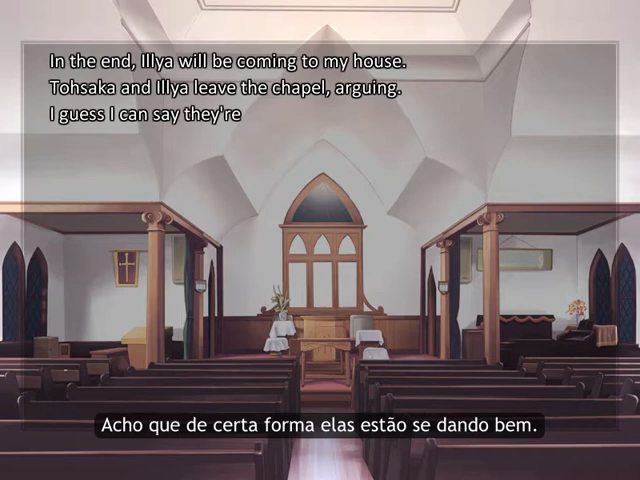 In the end, Illya will be coming to my house.
Tohsaka and Illya leave the chapel, arguing.
I guess I can say they're
Acho que de certa forma elas estão se dando bem.